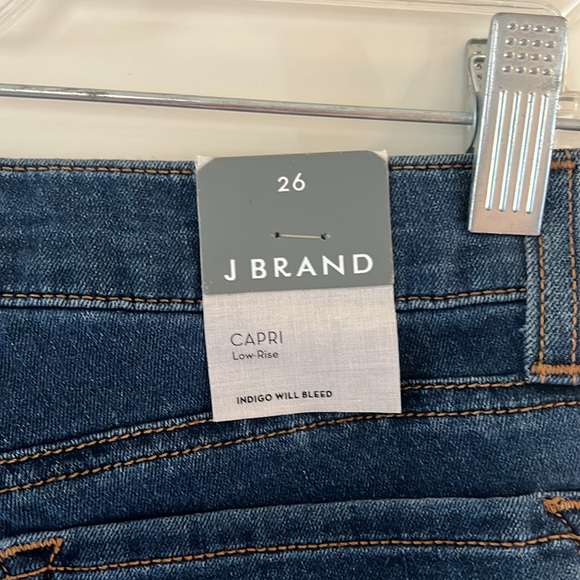 26
J BRAND
CAPRI
Low-Rise
INDIGO WILL BLEED